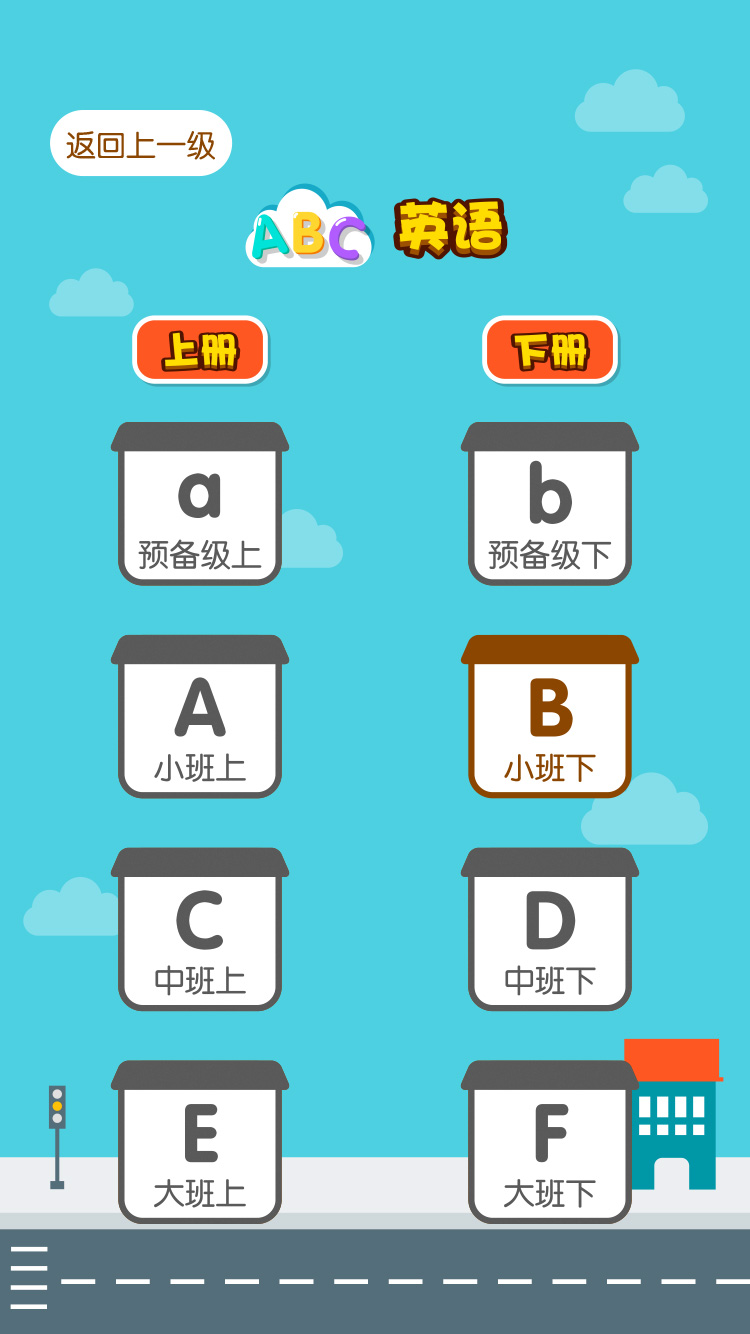 返回上一级
ABC 英语
上册 下册
a b
预备级上 预备级下
A B
小班上 小班下
C D
中班上 中班下
E F
大班上 大班下